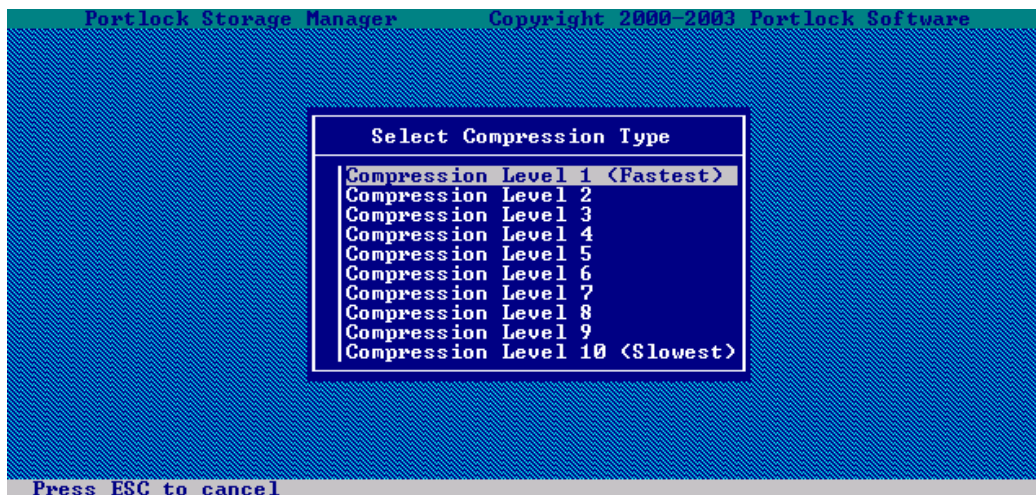 Portlock Storage Manager Copyright 2000-2003 Portlock Software
Select Compression Type
Compression Level 1 (Fastest)
Compression Level 2
Compression Level 3
Compression Level 4
Compression Level 5
Compression Level 6
Compression Level 7
Compression Level 8
Compression Level 9
Compression Level 10 (Slowest)
Press ESC to cancel